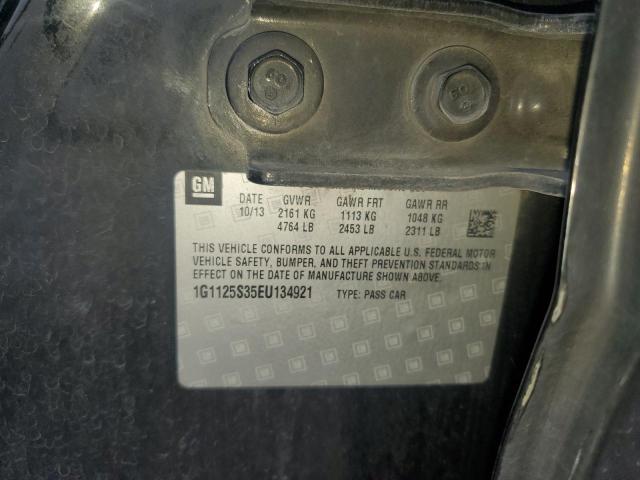 GM
DATE GVWR GAWR FRT GAWR RR
10/13 2161 KG 1113 KG 1048 KG
4764 LB 2453 LB 2311 LB
THIS VEHICLE CONFORMS TO ALL APPLICABLE U.S. FEDERAL MOTOR
VEHICLE SAFETY, BUMPER, AND THEFT PREVENTION STANDARDS IN
EFFECT ON THE DATE OF MANUFACTURE SHOWN ABOVE.
1G1125S35EU134921 TYPE: PASS CAR